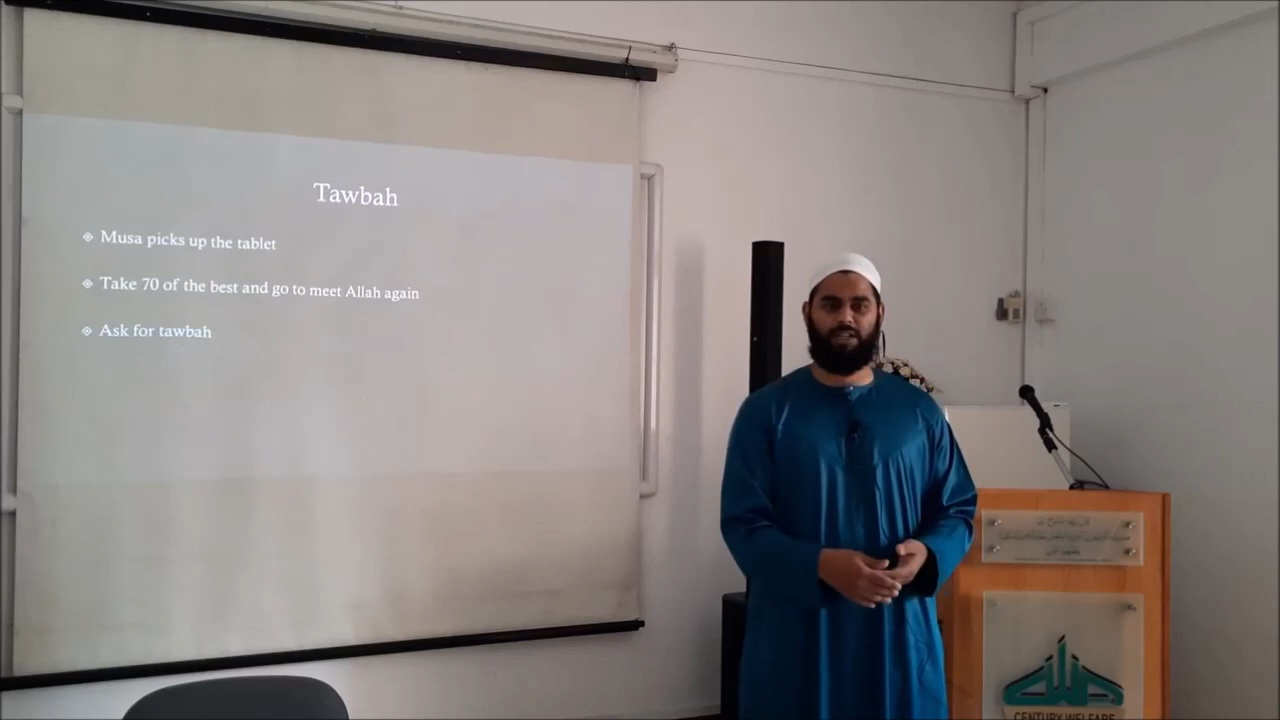 Tawbah
Musa picks up the tablet
Take 70 of the best and go to meet Allah again
Ask for tawbah
CENTURY WELFARE